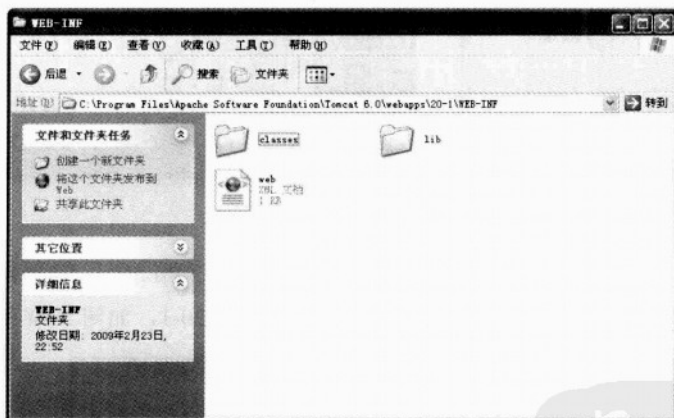 WEB-INF
文件(F) 编辑(E) 查看(V) 收藏(A) 工具(T) 帮助(H)
后退 搜索 文件夹
地址(D) C:\Program Files\Apache Software Foundation\Tomcat 6.0\webapps\20-1\WEB-INF 转到
文件和文件夹任务
创建一个新文件夹
将这个文件夹发布到
Web
共享此文件夹
其它位置
详细信息
WEB-INF
文件夹
修改日期: 2009年2月23日,
22:52
classes
lib
web
XML 文档
1 KB